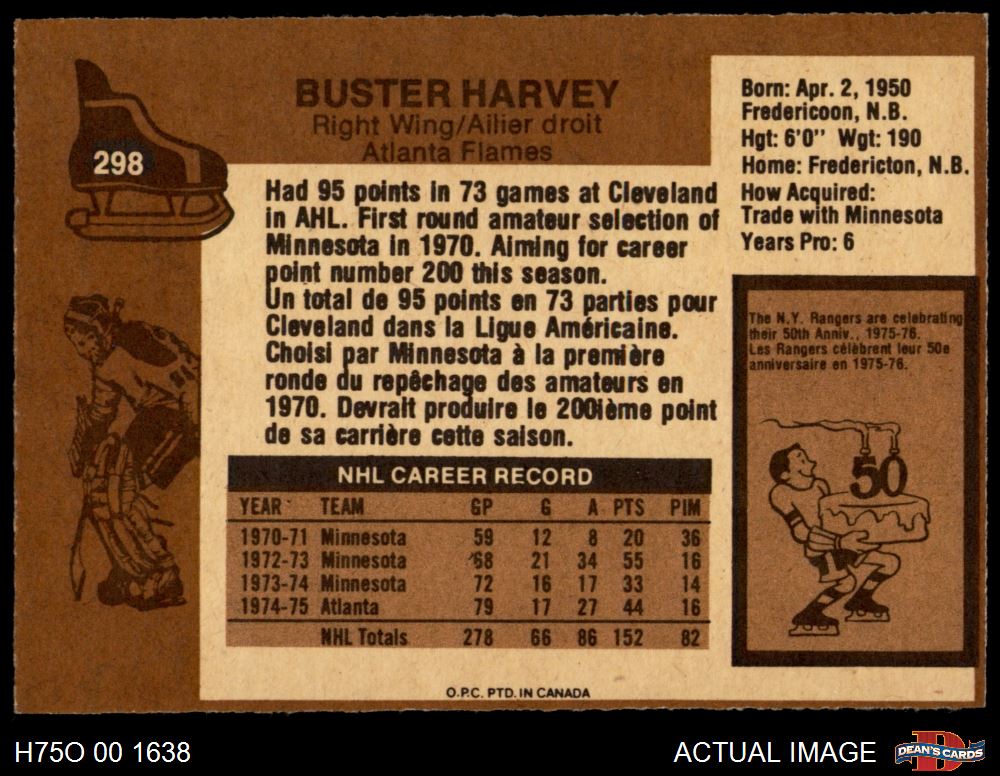 BUSTER HARVEY
Right Wing/Ailier droit
Atlanta Flames
298
Born: Apr. 2, 1950
Fredericoon, N.B.
Hgt: 6'0" Wgt: 190
Home: Fredericton, N.B.
How Acquired:
Trade with Minnesota
Years Pro: 6
Had 95 points in 73 games at Cleveland
in AHL. First round amateur selection of
Minnesota in 1970. Aiming for career
point number 200 this season.
Un total de 95 points en 73 parties pour
Cleveland dans la Ligue Américaine.
Choisi par Minnesota à la première
ronde du repêchage des amateurs en
1970. Devrait produire le 200ième point
de sa carrière cette saison.
The N.Y. Rangers are celebrating
their 50th Anniv., 1975-76.
Les Rangers célèbrent leur 50e
anniversaire en 1975-76.
50
NHL CAREER RECORD
YEAR TEAM GP G A PTS PIM
1970-71 Minnesota 59 12 8 20 36
1972-73 Minnesota 68 21 34 55 16
1973-74 Minnesota 72 16 17 33 14
1974-75 Atlanta 79 17 27 44 16
NHL Totals 278 66 86 152 82
O.P.C. PTD. IN CANADA
H75O 00 1638
ACTUAL IMAGE
DEAN'S CARDS